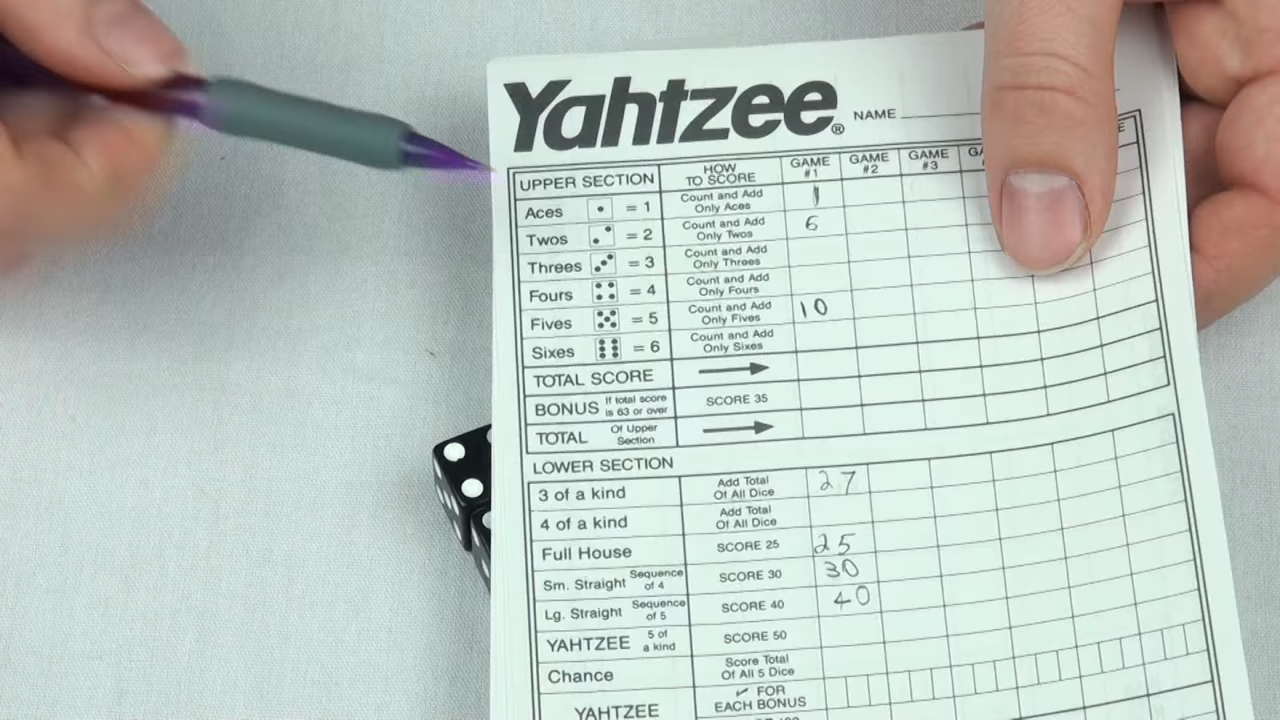 Yahtzee® NAME
UPPER SECTION HOW TO SCORE GAME #1 GAME #2 GAME #3
Aces = 1 Count and Add Only Aces 1
Twos = 2 Count and Add Only Twos 6
Threes = 3 Count and Add Only Threes
Fours = 4 Count and Add Only Fours
Fives = 5 Count and Add Only Fives 10
Sixes = 6 Count and Add Only Sixes
TOTAL SCORE
BONUS If total score is 63 or over SCORE 35
TOTAL Of Upper Section
LOWER SECTION
3 of a kind Add Total Of All Dice 27
4 of a kind Add Total Of All Dice
Full House SCORE 25 25
Sm. Straight Sequence of 4 SCORE 30 30
Lg. Straight Sequence of 5 SCORE 40 40
YAHTZEE 5 of a kind SCORE 50
Chance Score Total Of All 5 Dice
YAHTZEE ✓ FOR EACH BONUS